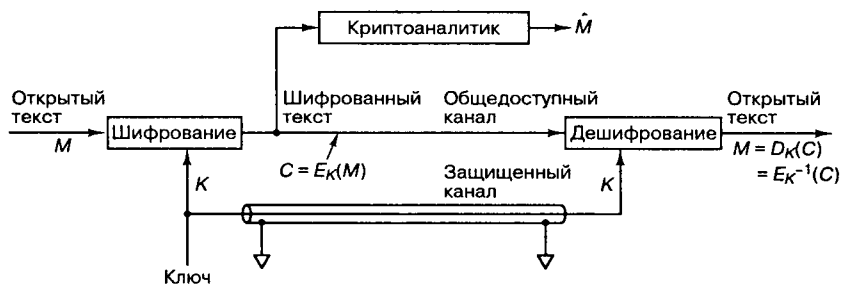 Криптоаналитик
M̂
Открытый
текст
M
Шифрование
Шифрованный
текст
C = E_K(M)
Общедоступный
канал
Дешифрование
Открытый
текст
M = D_K(C)
= E_K⁻¹(C)
K
Защищенный
канал
K
Ключ